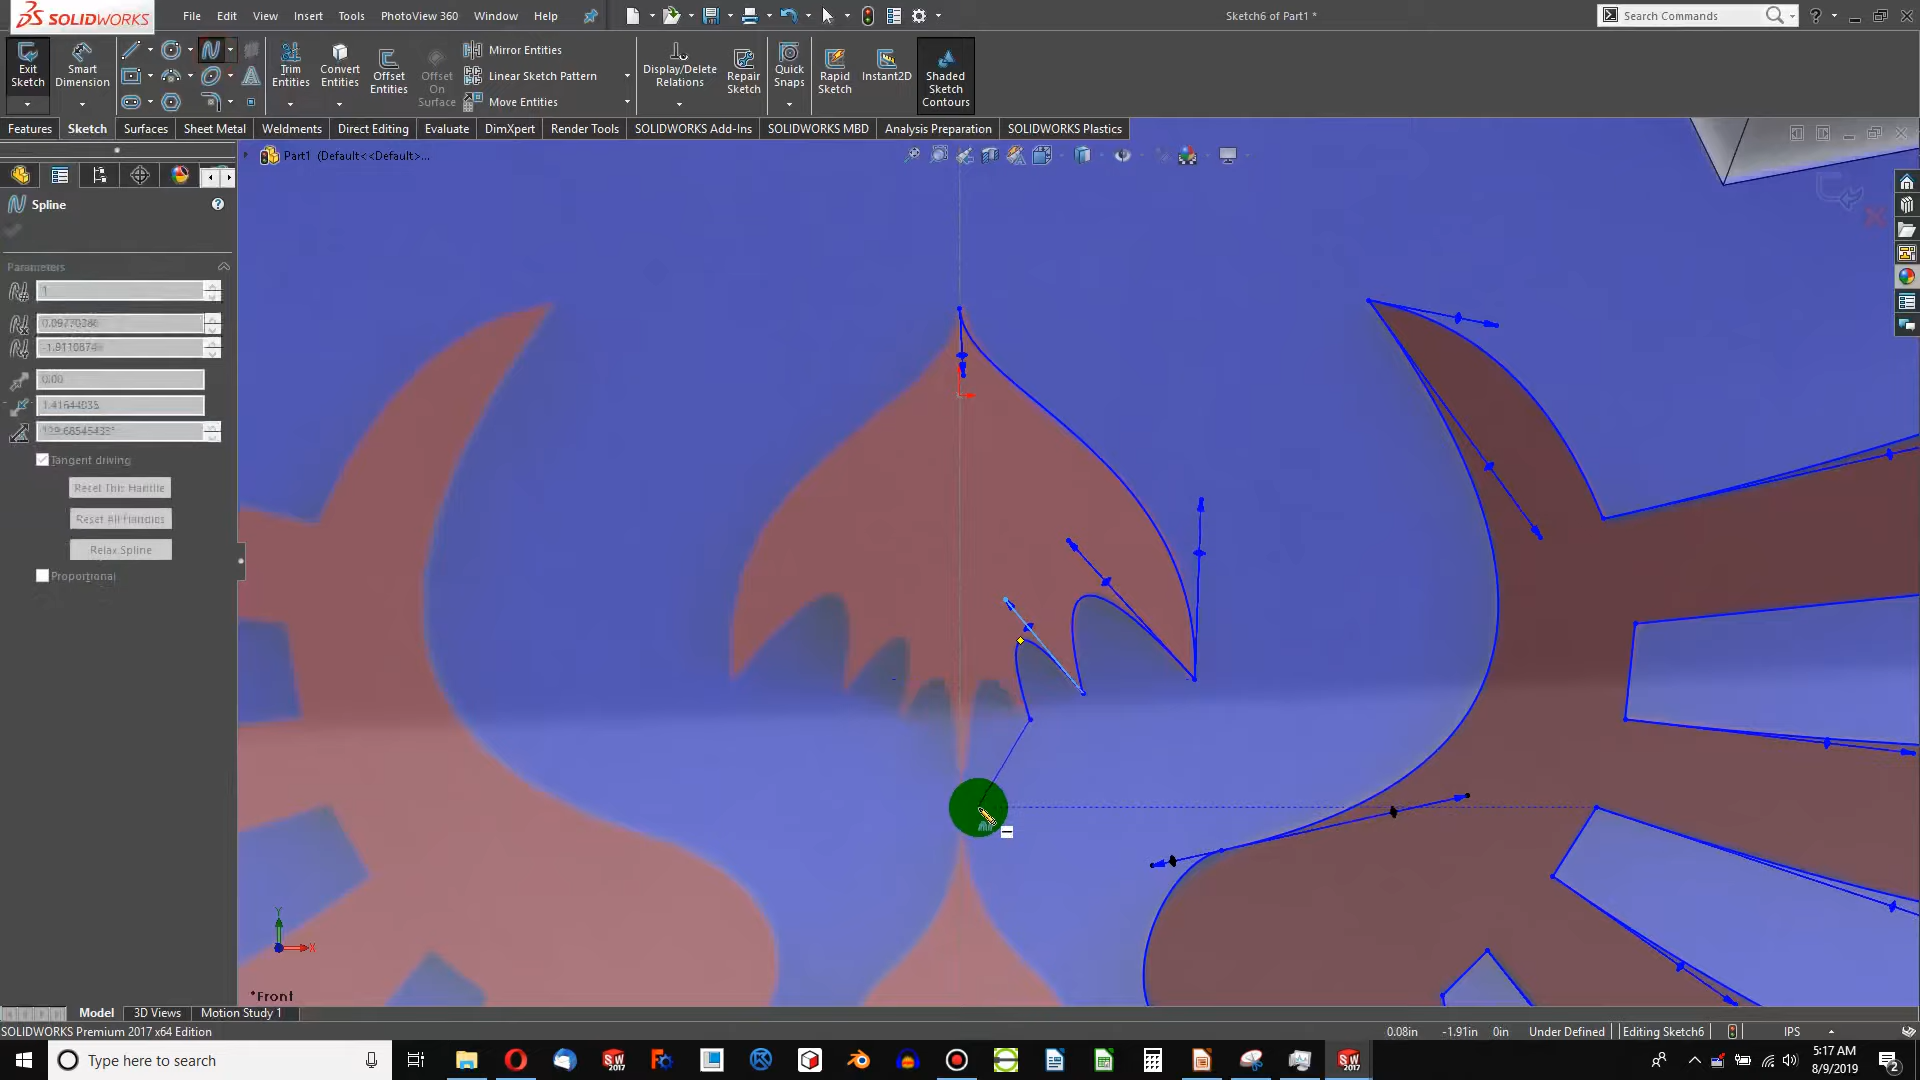 SOLIDWORKS
File Edit View Insert Tools PhotoView 360 Window Help
Sketch6 of Part1 *
Search Commands
Exit Sketch
Smart Dimension
Trim Entities
Convert Entities
Offset Entities
Offset On Surface
Mirror Entities
Linear Sketch Pattern
Move Entities
Display/Delete Relations
Repair Sketch
Quick Snaps
Rapid Sketch
Instant2D
Shaded Sketch Contours
Features Sketch Surfaces Sheet Metal Weldments Direct Editing Evaluate DimXpert Render Tools SOLIDWORKS Add-Ins SOLIDWORKS MBD Analysis Preparation SOLIDWORKS Plastics
Part1 (Default<<Default>...
Spline
Parameters
1
-1.9110874
0.00
Tangent driving
Reset This Handle
Reset All Handles
Relax Spline
Proportional
Y
X
*Front
Model 3D Views Motion Study 1
SOLIDWORKS Premium 2017 x64 Edition
0.08in -1.91in 0in Under Defined Editing Sketch6 IPS
Type here to search
5:17 AM
8/9/2019
2